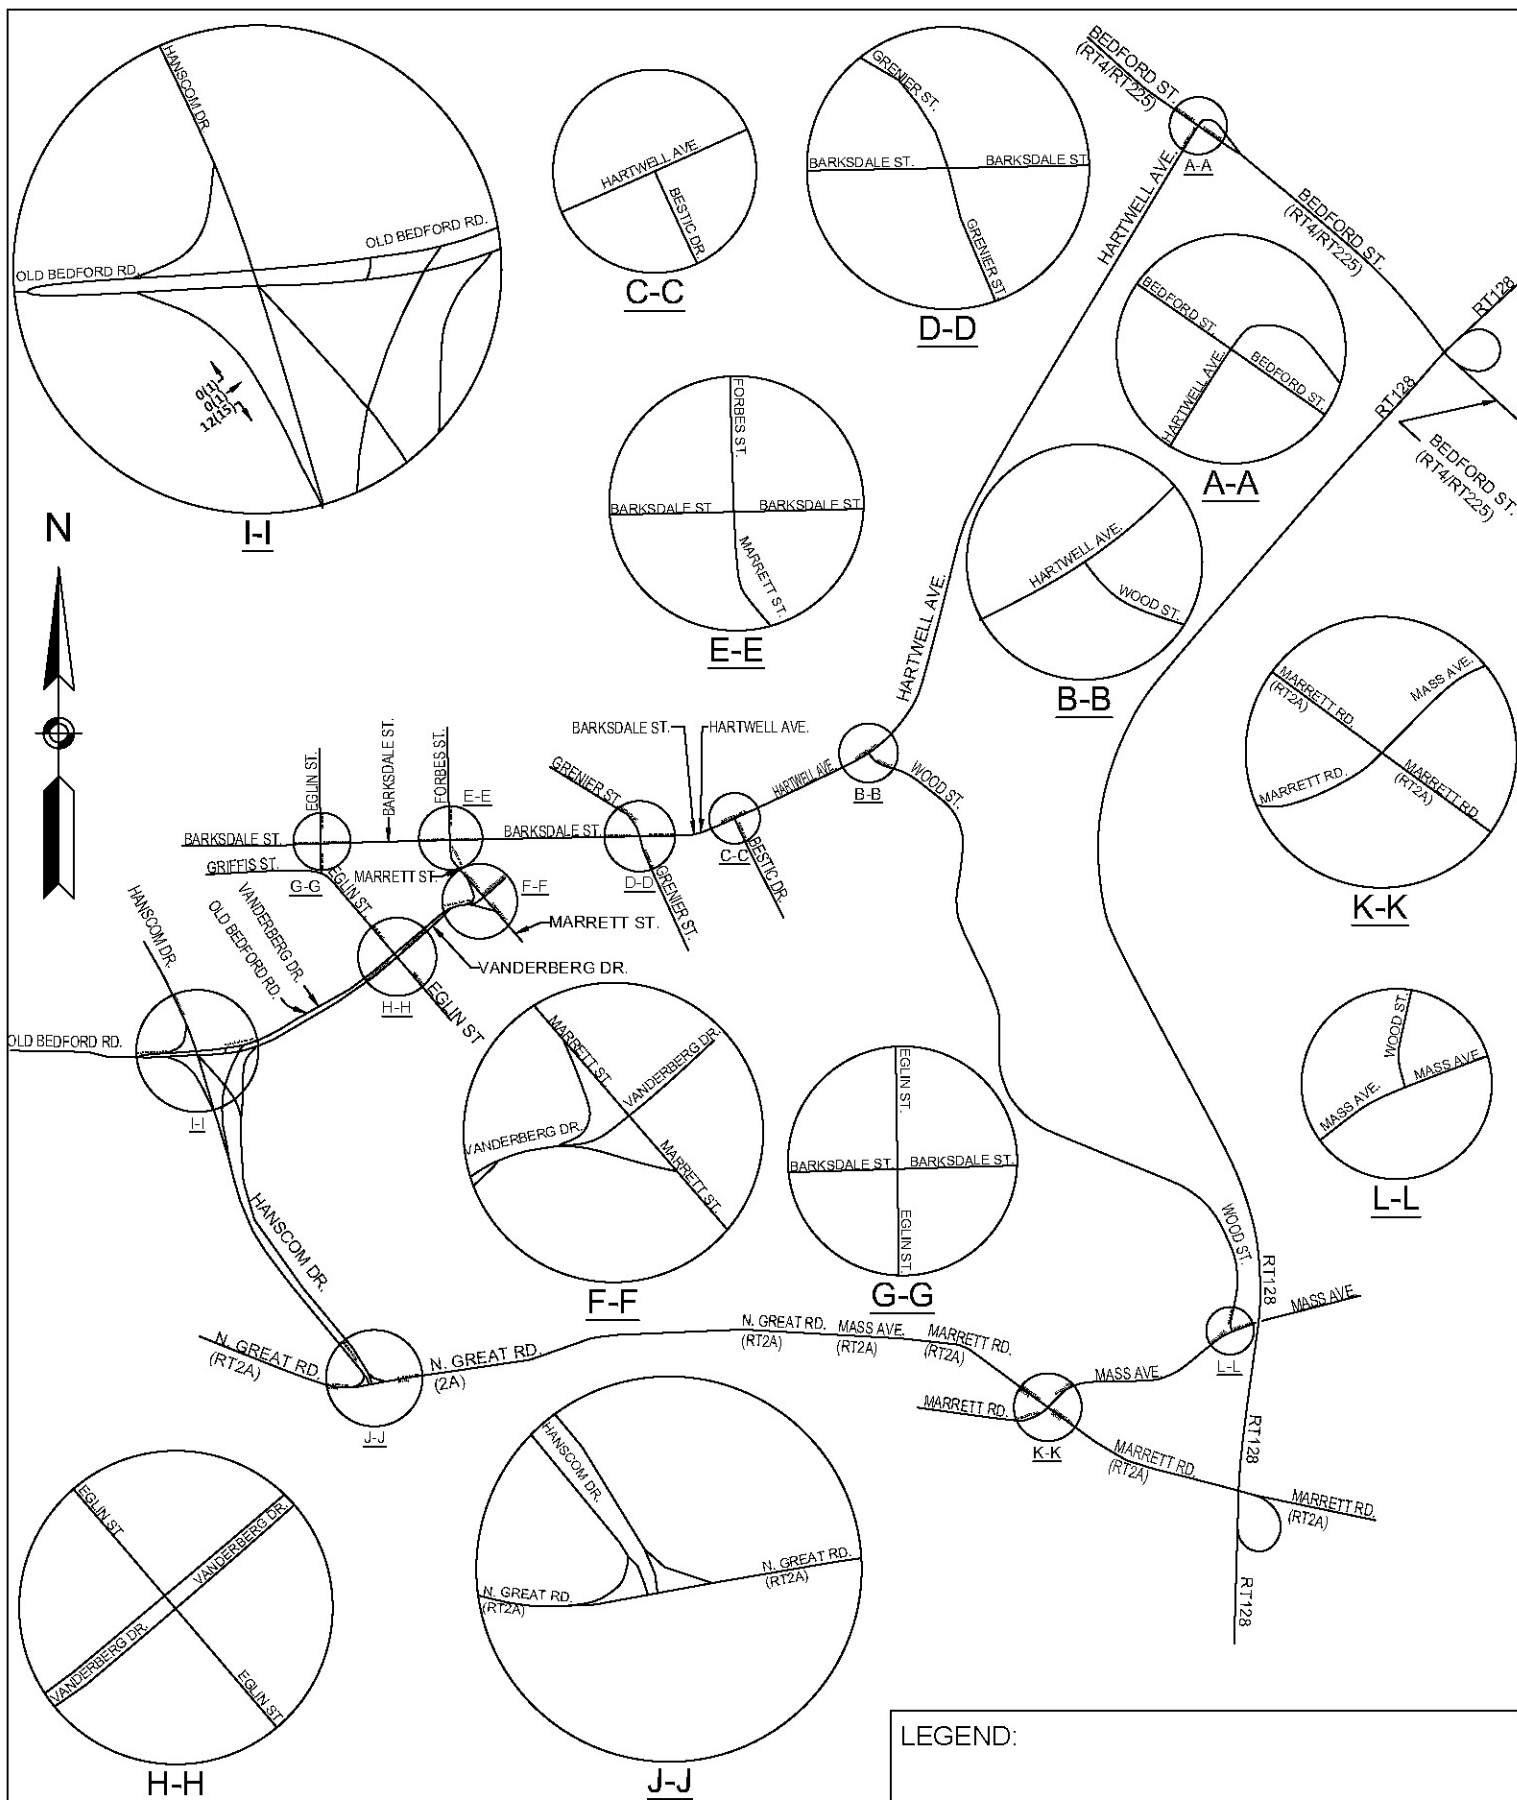 HANSCOM DR
OLD BEDFORD RD.
OLD BEDFORD RD.
0(1)
0(1)
12(15)
I-I
HARTWELL AVE.
BESTIC DR.
C-C
GRENIER ST.
BARKSDALE ST.
BARKSDALE ST.
GRENIER ST.
D-D
BEDFORD ST.
(RT4/RT225)
A-A
HARTWELL AVE.
BEDFORD ST.
(RT4/RT225)
RT128
RT128
BEDFORD ST.
(RT4/RT225)
BEDFORD ST.
BEDFORD ST.
HARTWELL AVE.
A-A
FORBES ST.
BARKSDALE ST.
BARKSDALE ST.
MARRETT ST.
E-E
HARTWELL AVE.
WOOD ST.
B-B
HARTWELL AVE.
MARRETT RD.
(RT2A)
MASS AVE.
MARRETT RD.
MARRETT RD
(RT2A)
K-K
N
EGLIN ST.
BARKSDALE ST.
FORBES ST.
E-E
BARKSDALE ST.
GRIFFIS ST.
G-G
EGLIN ST.
MARRETT ST.
F-F
BARKSDALE ST.
GRENIER ST.
D-D
GRENIER ST.
BARKSDALE ST.
HARTWELL AVE.
C-C
BESTIC DR.
HARTWELL AVE.
B-B
WOOD ST.
HANSCOM DR.
VANDERBERG DR.
OLD BEDFORD RD.
MARRETT ST.
VANDERBERG DR.
H-H
EGLIN ST
OLD BEDFORD RD.
I-I
MARRETT ST.
VANDERBERG DR.
VANDERBERG DR.
MARRETT ST.
F-F
EGLIN ST.
BARKSDALE ST.
BARKSDALE ST.
EGLIN ST.
G-G
WOOD ST.
MASS AVE.
MASS AVE
L-L
HANSCOM DR.
N. GREAT RD.
(RT2A)
J-J
N. GREAT RD.
(2A)
N. GREAT RD.
(RT2A)
MASS AVE.
(RT2A)
MARRETT RD.
(RT2A)
WOOD ST.
RT128
MASS AVE
L-L
MASS AVE
MARRETT RD.
K-K
MARRETT RD.
(RT2A)
RT128
MARRETT RD.
(RT2A)
RT128
EGLIN ST
VANDERBERG DR.
VANDERBERG DR.
EGLIN ST
H-H
HANSCOM DR.
N. GREAT RD.
(RT2A)
N. GREAT RD.
(RT2A)
J-J
LEGEND: